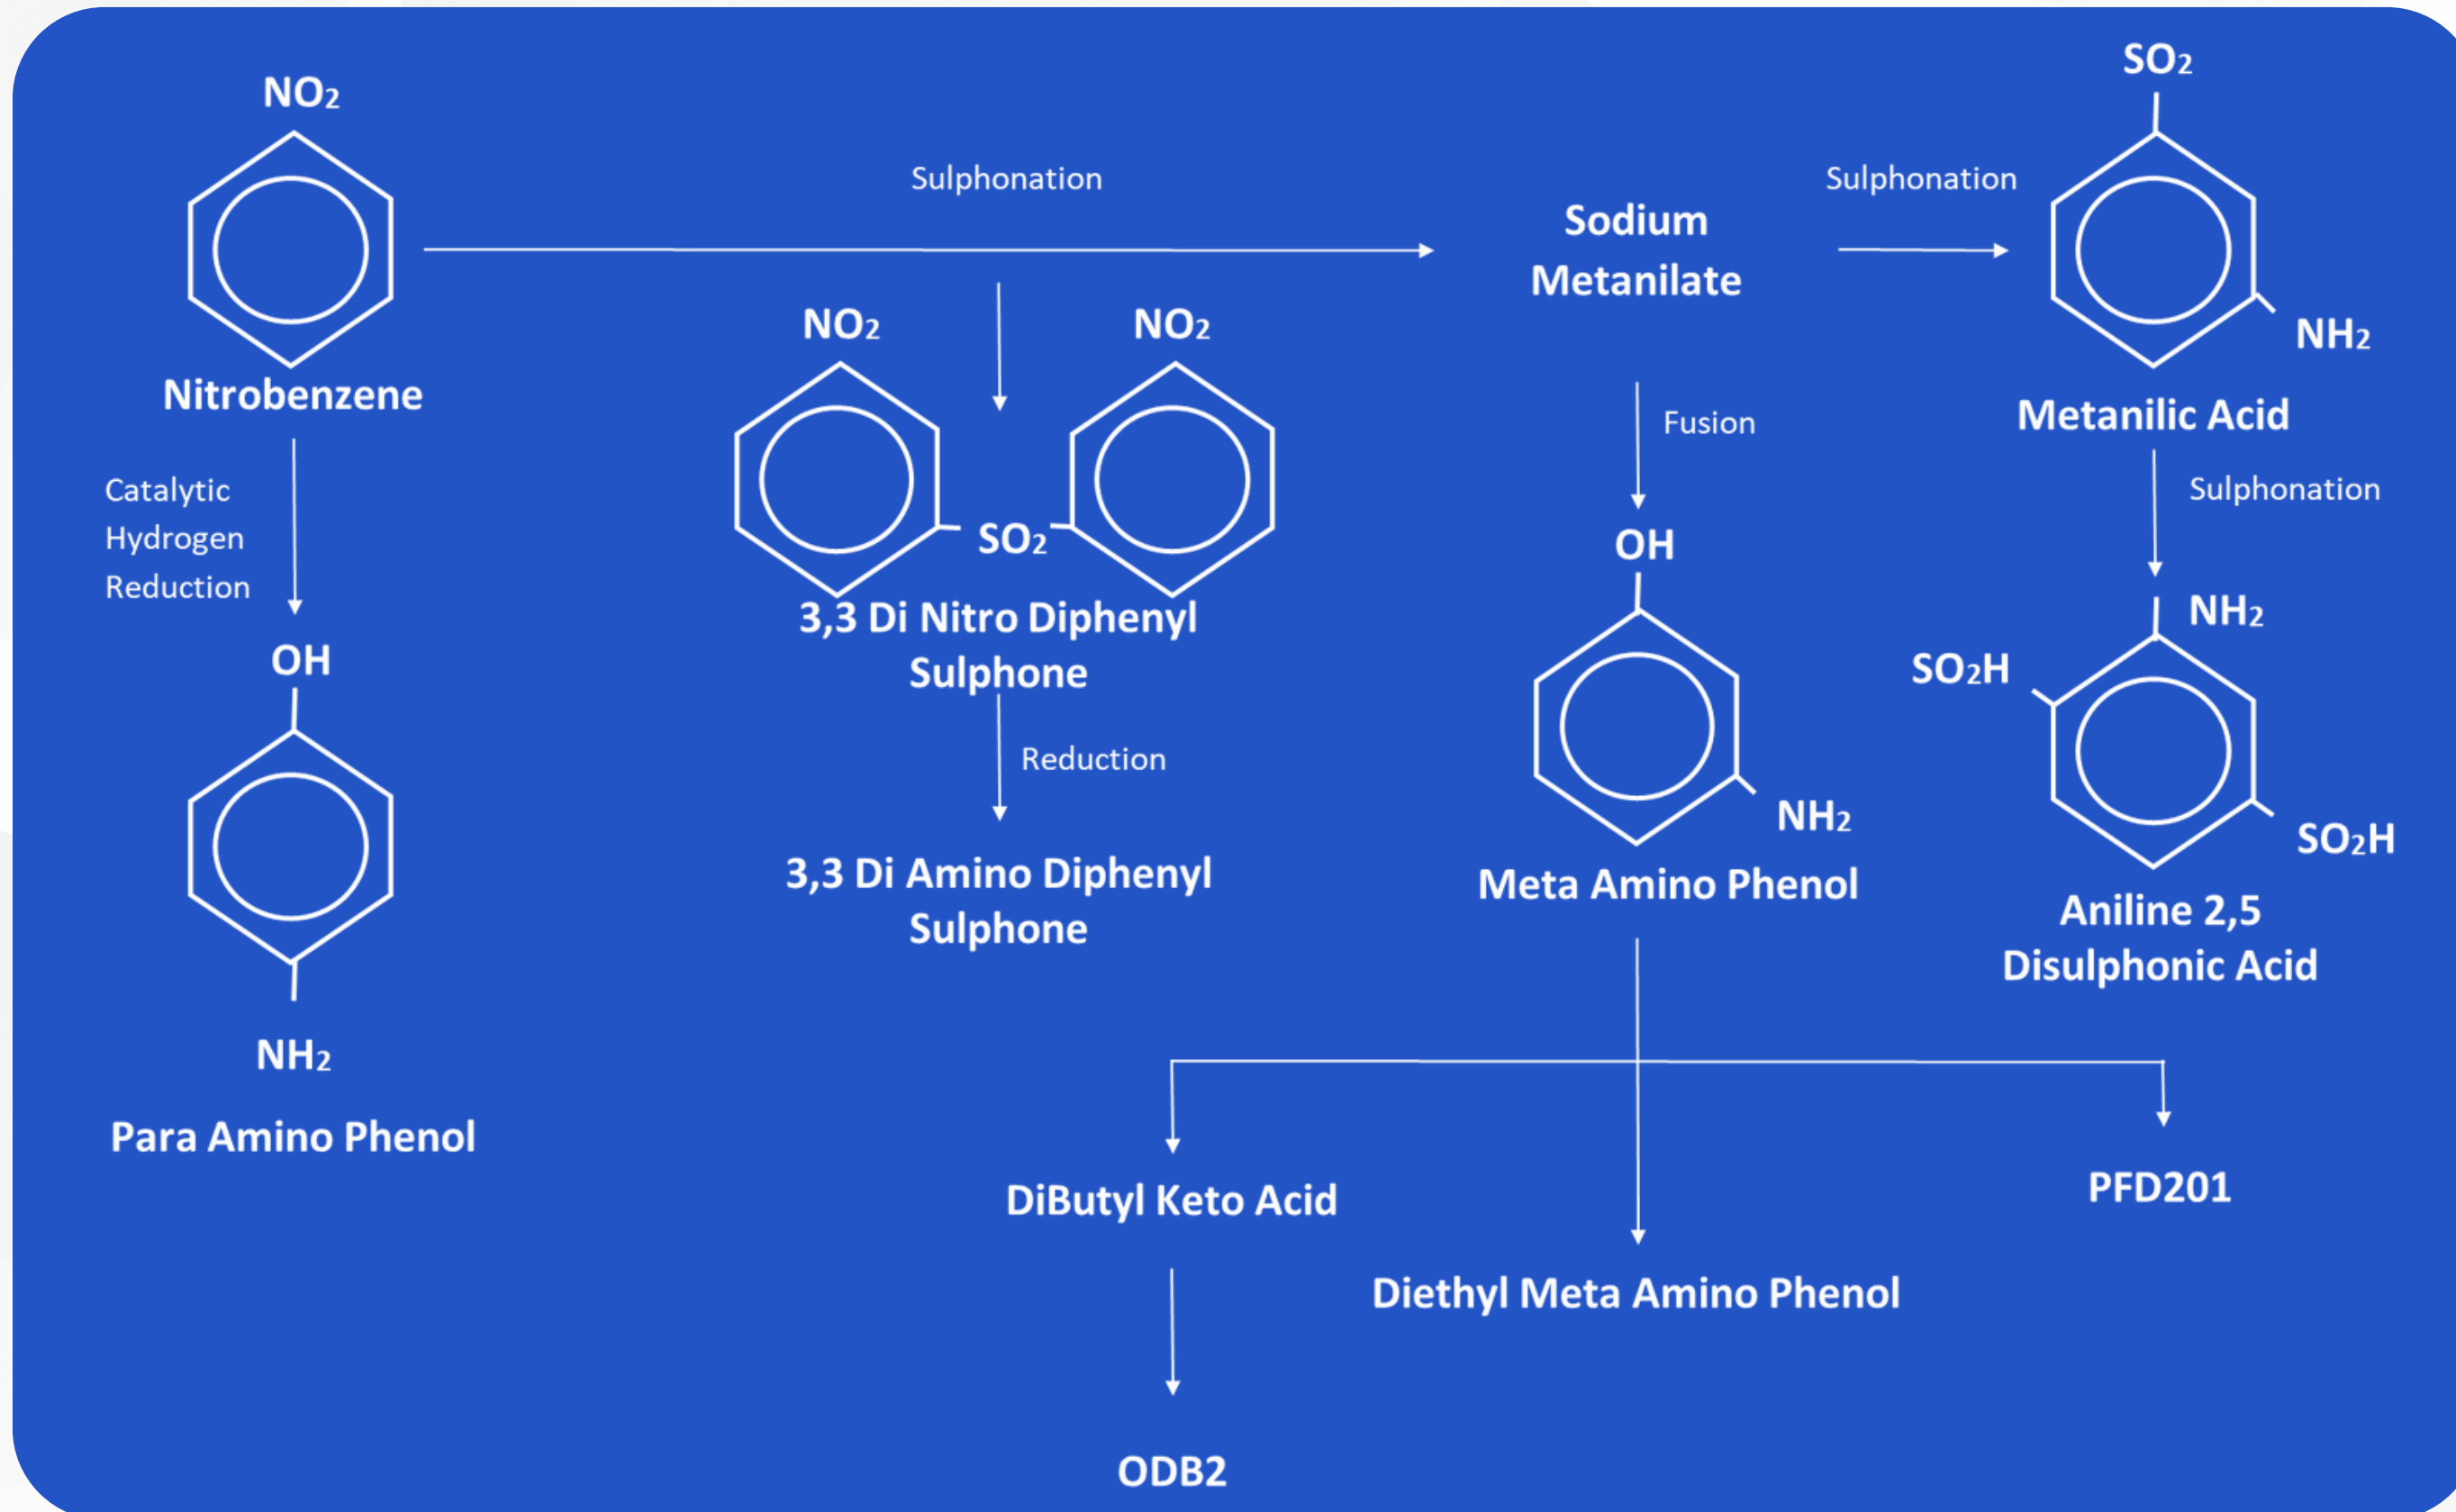 NO2
Nitrobenzene
Catalytic
Hydrogen
Reduction
OH
NH2
Para Amino Phenol
Sulphonation
NO2
NO2
SO2
3,3 Di Nitro Diphenyl
Sulphone
Reduction
3,3 Di Amino Diphenyl
Sulphone
Sodium
Metanilate
Fusion
OH
NH2
Meta Amino Phenol
Sulphonation
SO2
NH2
Metanilic Acid
Sulphonation
NH2
SO2H
SO2H
Aniline 2,5
Disulphonic Acid
DiButyl Keto Acid
ODB2
Diethyl Meta Amino Phenol
PFD201